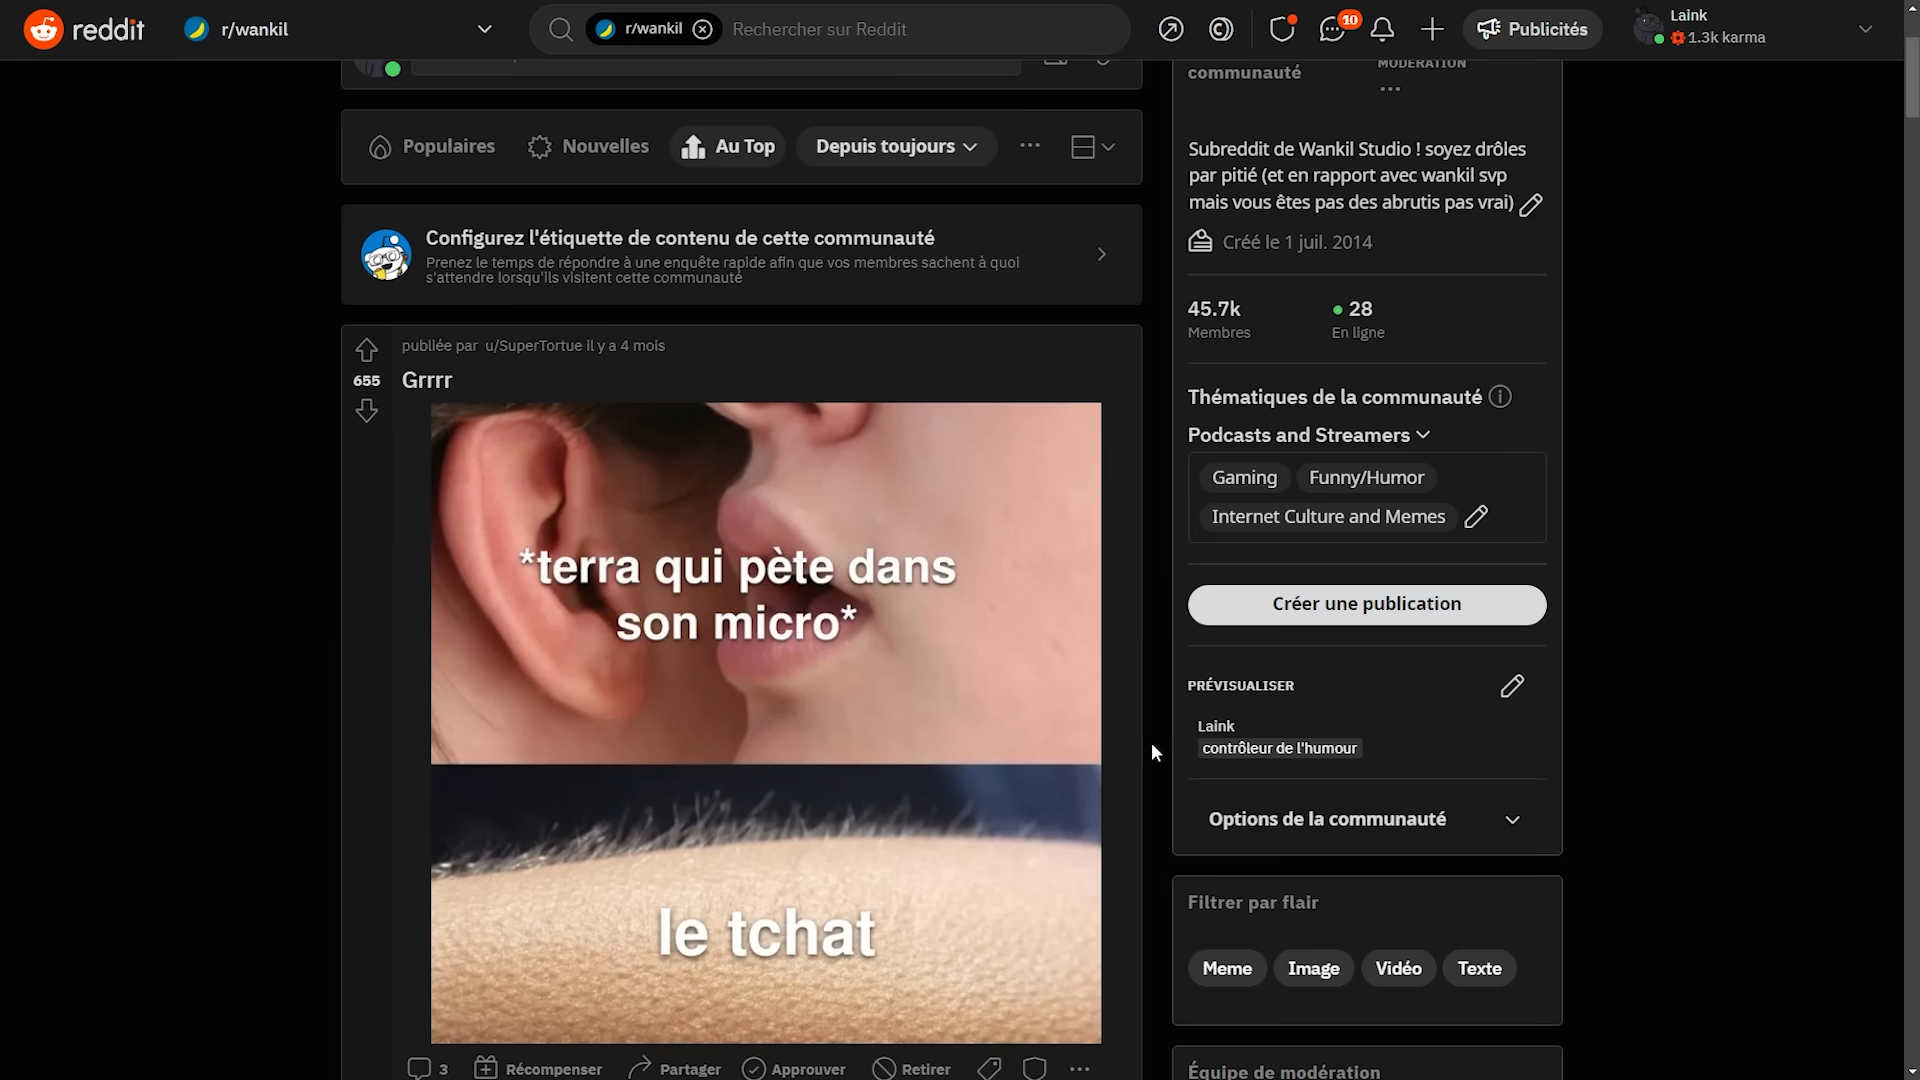 reddit
r/wankil
r/wankil
Rechercher sur Reddit
10
Publicités
Laink
1.3k karma
communauté
MODÉRATION
Populaires
Nouvelles
Au Top
Depuis toujours
Configurez l'étiquette de contenu de cette communauté
Prenez le temps de répondre à une enquête rapide afin que vos membres sachent à quoi
s'attendre lorsqu'ils visitent cette communauté
655
publiée par u/SuperTortue il y a 4 mois
Grrrr
*terra qui pète dans
son micro*
le tchat
3
Récompenser
Partager
Approuver
Retirer
Subreddit de Wankil Studio ! soyez drôles
par pitié (et en rapport avec wankil svp
mais vous êtes pas des abrutis pas vrai)
Créé le 1 juil. 2014
45.7k
Membres
28
En ligne
Thématiques de la communauté
Podcasts and Streamers
Gaming
Funny/Humor
Internet Culture and Memes
Créer une publication
PRÉVISUALISER
Laink
contrôleur de l'humour
Options de la communauté
Filtrer par flair
Meme
Image
Vidéo
Texte
Équipe de modération